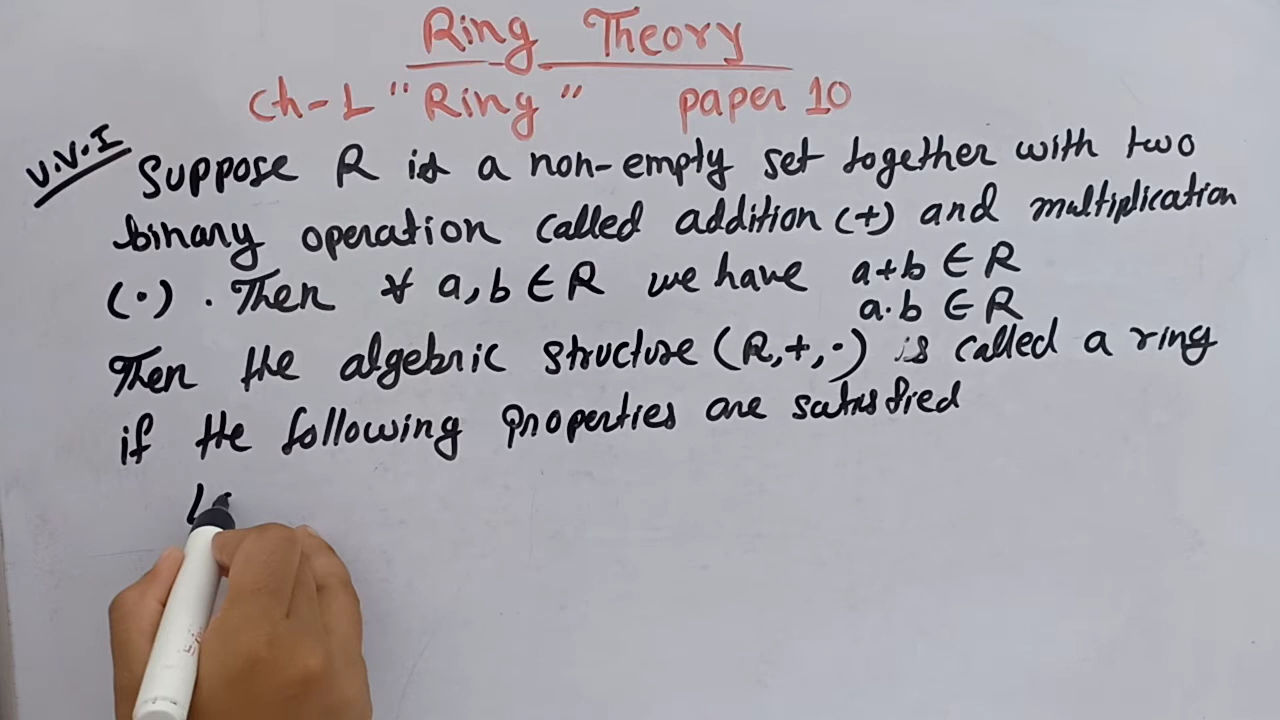 Ring Theory
Ch-1 "Ring" paper 10
V.V.I
Suppose R is a non-empty set together with two
binary operation called addition (+) and multiplication
(·). Then ∀ a,b ∈ R we have a+b ∈ R
a·b ∈ R
Then the algebric structure (R,+,·) is called a ring
if the following properties are satisfied